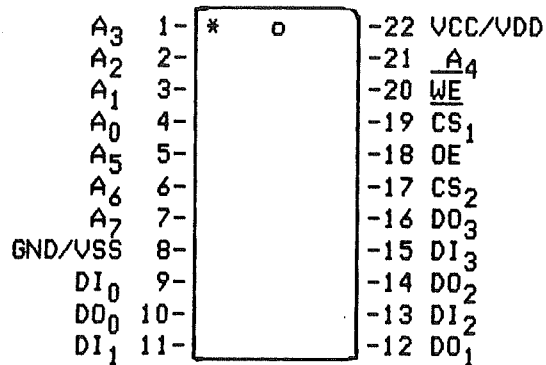 A3 1- * o -22 VCC/VDD
A2 2- -21 A4
A1 3- -20 WE
A0 4- -19 CS1
A5 5- -18 OE
A6 6- -17 CS2
A7 7- -16 DO3
GND/VSS 8- -15 DI3
DI0 9- -14 DO2
DO0 10- -13 DI2
DI1 11- -12 DO1